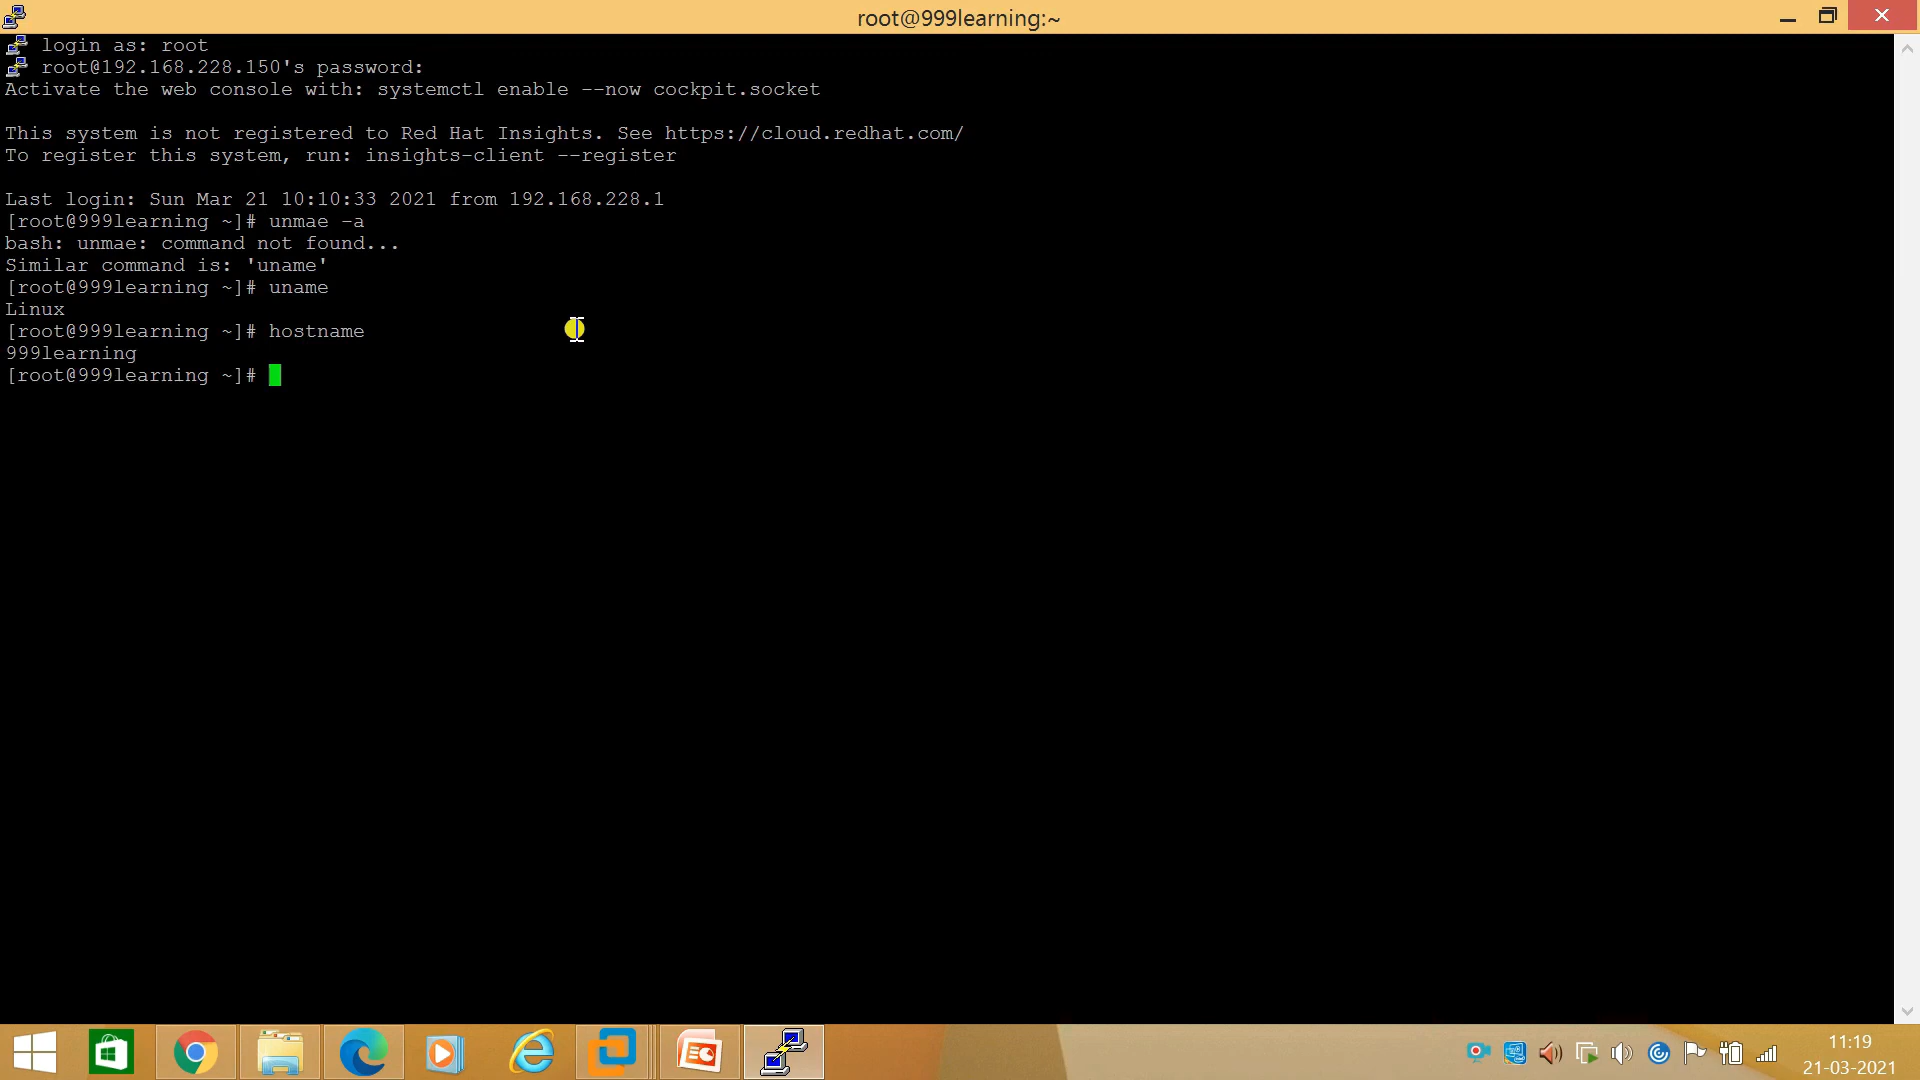 root@999learning:~
login as: root
root@192.168.228.150's password:
Activate the web console with: systemctl enable --now cockpit.socket
This system is not registered to Red Hat Insights. See https://cloud.redhat.com/
To register this system, run: insights-client --register
Last login: Sun Mar 21 10:10:33 2021 from 192.168.228.1
[root@999learning ~]# unmae -a
bash: unmae: command not found...
Similar command is: 'uname'
[root@999learning ~]# uname
Linux
[root@999learning ~]# hostname
999learning
[root@999learning ~]#
11:19
21-03-2021